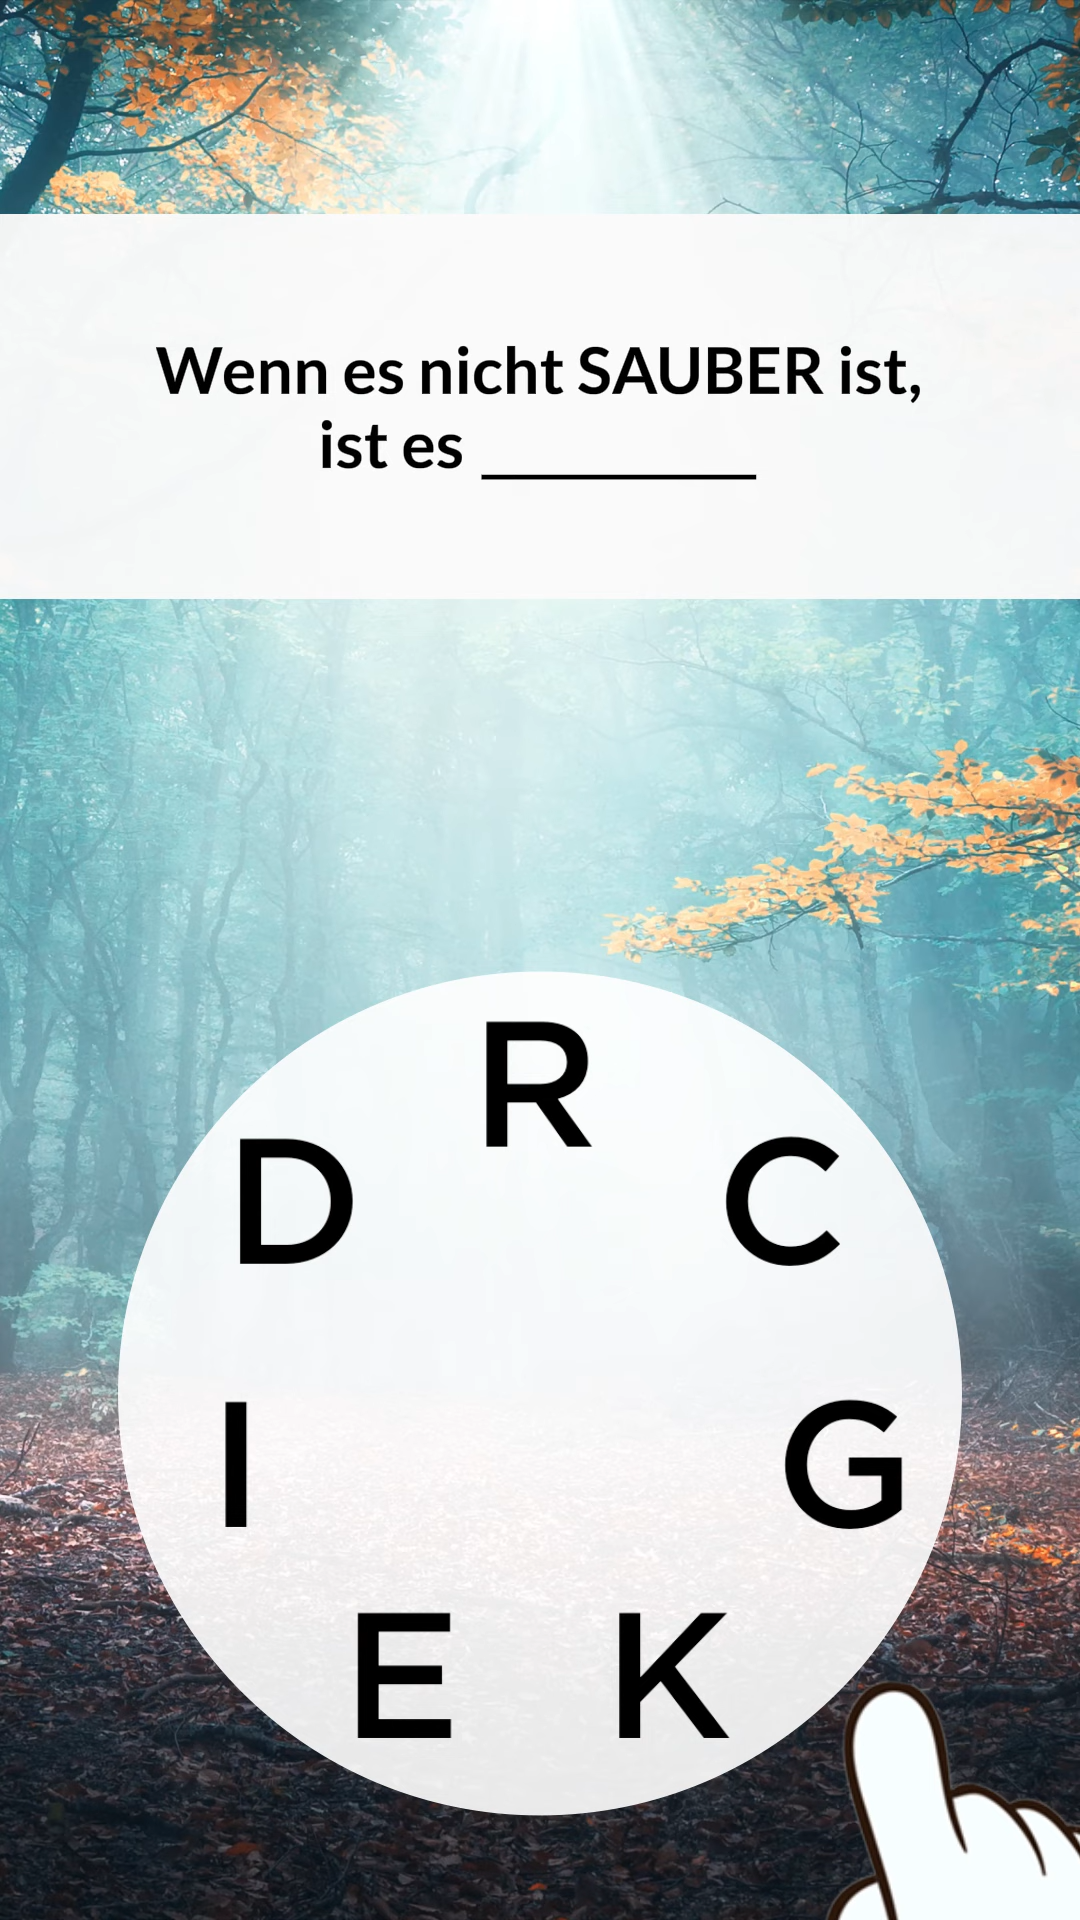 Wenn es nicht SAUBER ist,
ist es ________
R
D C
I G
E K